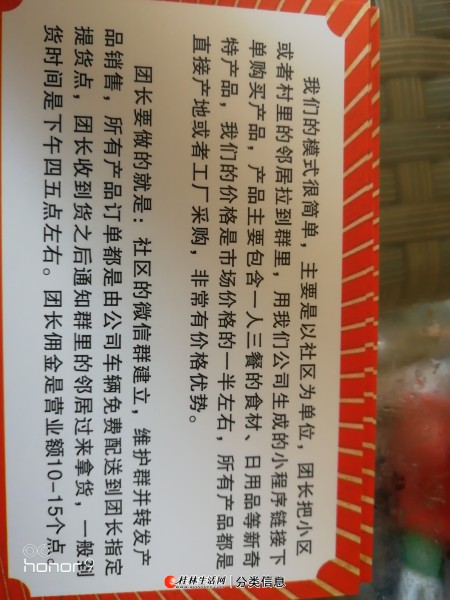 我们的模式很简单，主要是以社区为单位，团长把小区
或者村里的邻居拉到群里，用我们公司生成的小程序链接下
单购买产品，产品主要包含一人三餐的食材、日用品等新奇
特产品，我们的价格是市场价格的一半左右，所有产品都是
直接产地或者工厂采购，非常有价格优势。
团长要做的就是：社区的微信群建立，维护群并转发产
品销售，所有产品订单都是由公司车辆免费配送到团长指定
提货点，团长收到货之后通知群里的邻居过来拿货，一般到
货时间是下午四五点左右。团长佣金是营业额10-15个点。
honor
桂林生活网 | 分类信息